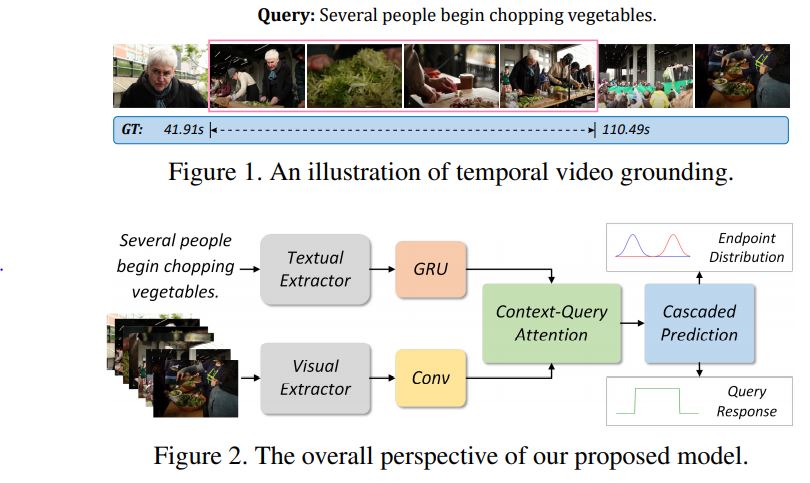 Query: Several people begin chopping vegetables.
GT: 41.91s 110.49s
Figure 1. An illustration of temporal video grounding.
Several people
begin chopping
vegetables.
Textual
Extractor
GRU
Visual
Extractor
Conv
Context-Query
Attention
Cascaded
Prediction
Endpoint
Distribution
Query
Response
Figure 2. The overall perspective of our proposed model.